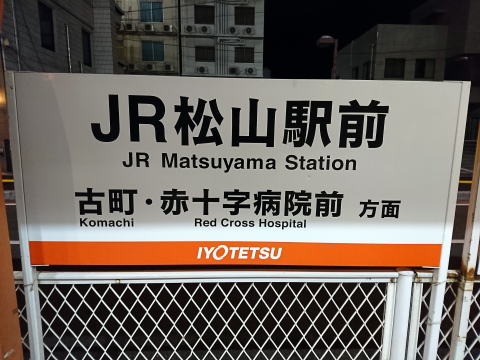 JR松山駅前
JR Matsuyama Station
古町・赤十字病院前 方面
Komachi Red Cross Hospital
IYOTETSU